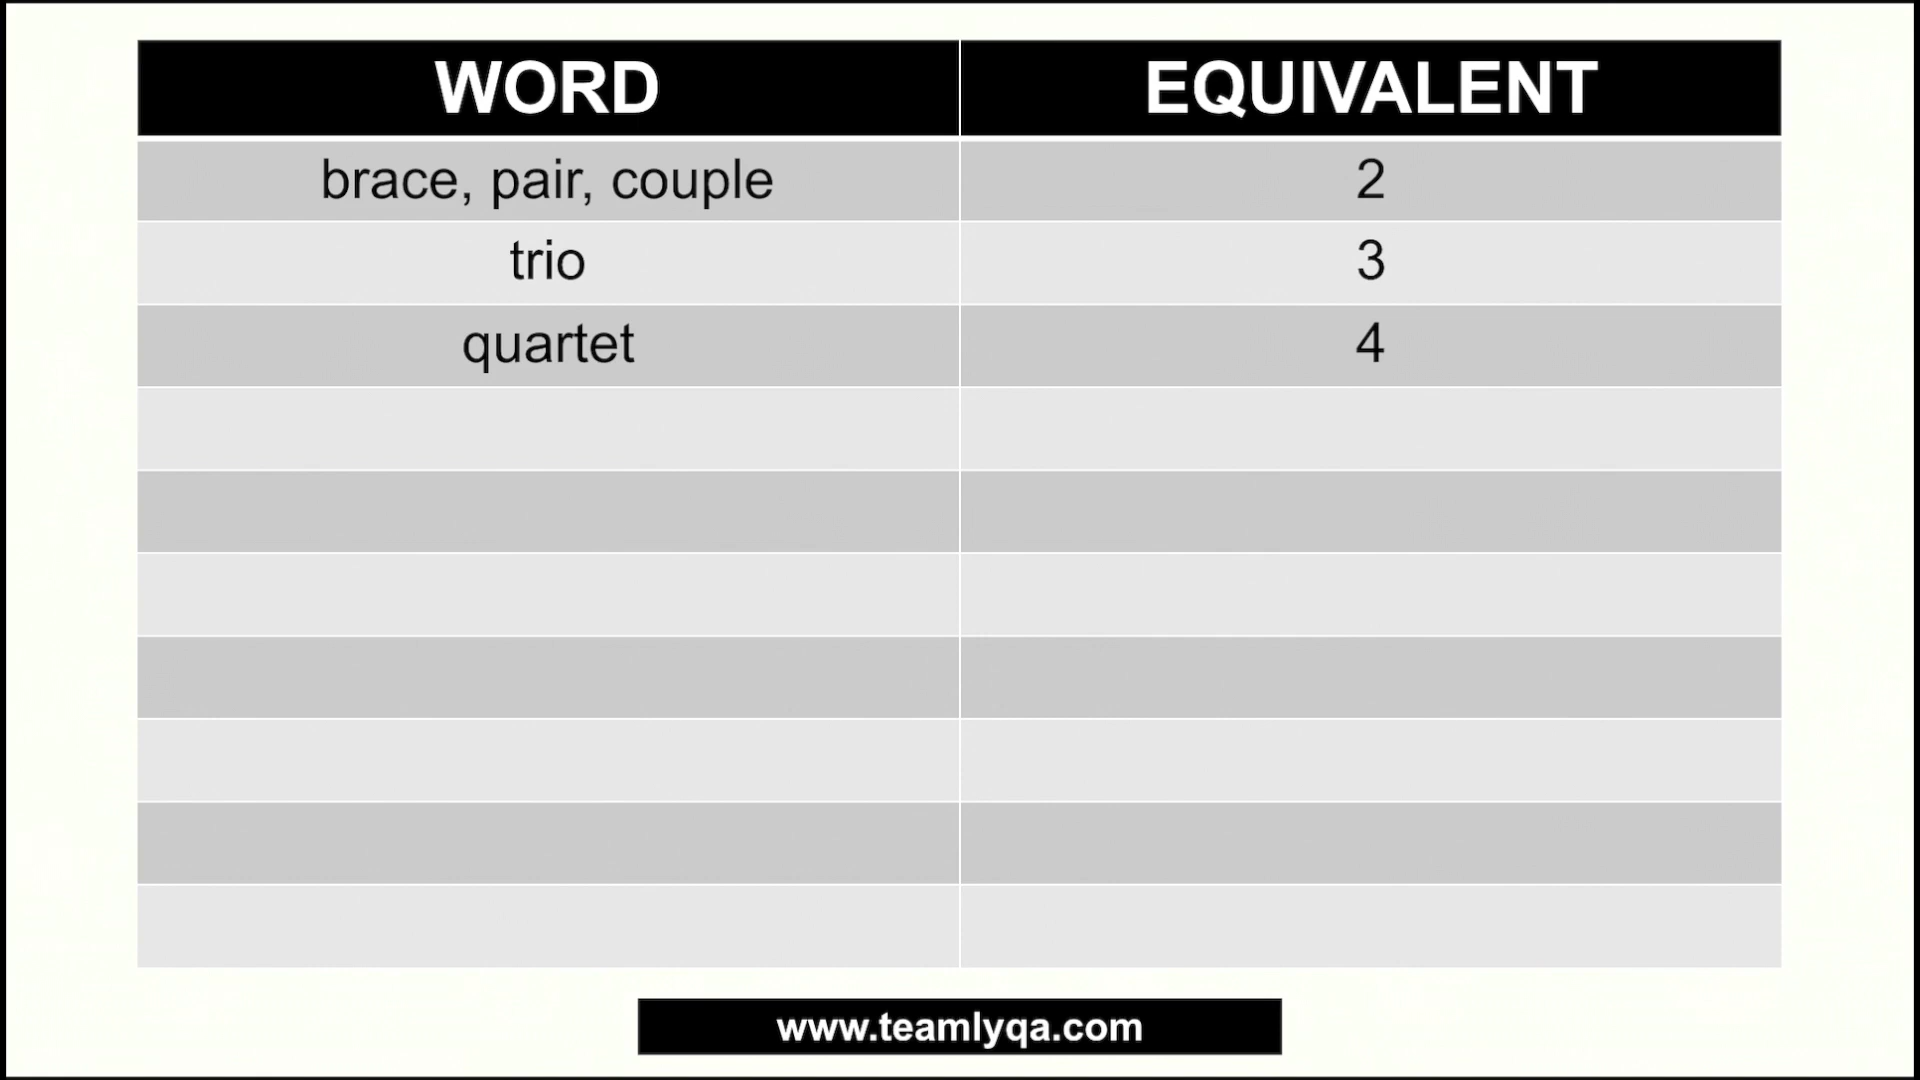 WORD EQUIVALENT
brace, pair, couple 2
trio 3
quartet 4
www.teamlyqa.com